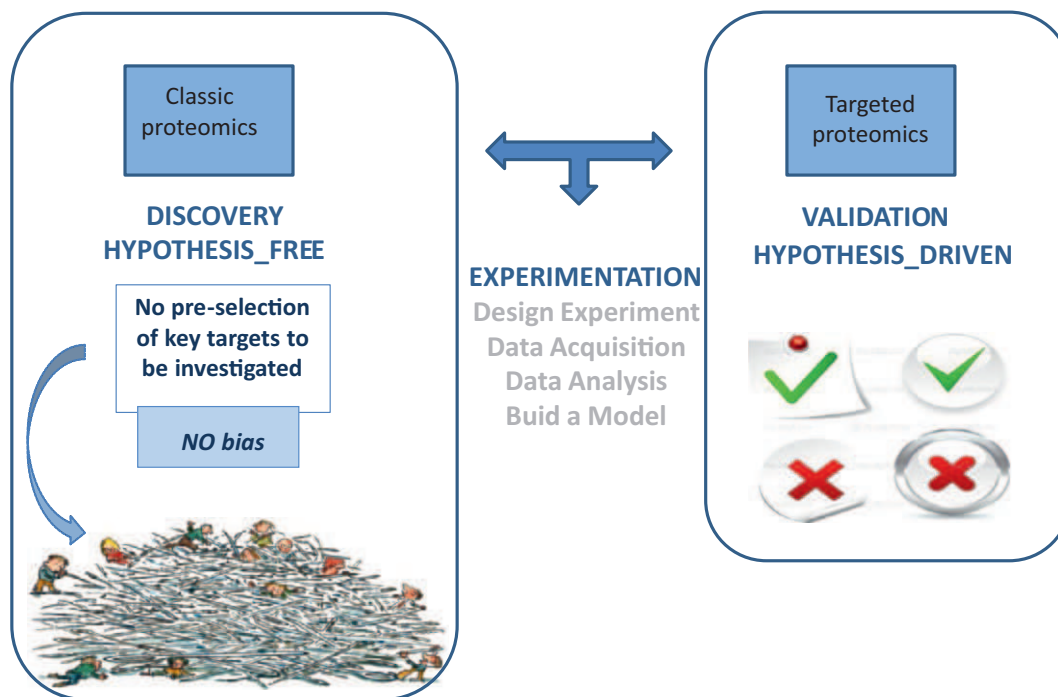 Classic
proteomics
DISCOVERY
HYPOTHESIS_FREE
No pre-selection
of key targets to
be investigated
NO bias
EXPERIMENTATION
Design Experiment
Data Acquisition
Data Analysis
Buid a Model
Targeted
proteomics
VALIDATION
HYPOTHESIS_DRIVEN